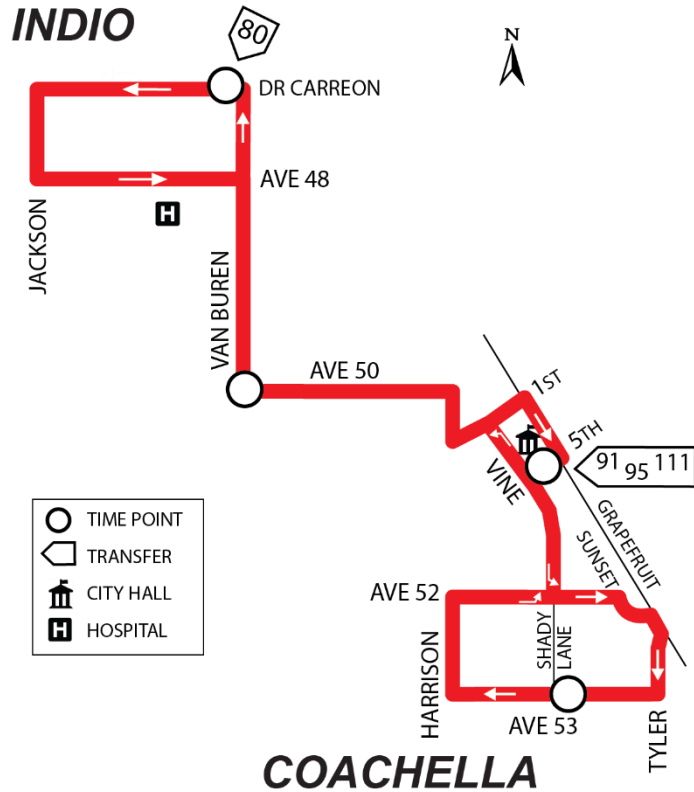 INDIO
80
N
DR CARREON
AVE 48
H
JACKSON
VAN BUREN
AVE 50
1ST
5TH
91 95 111
VINE
GRAPEFRUIT
SUNSET
TIME POINT
TRANSFER
CITY HALL
H HOSPITAL
AVE 52
SHADY
LANE
HARRISON
AVE 53
TYLER
COACHELLA